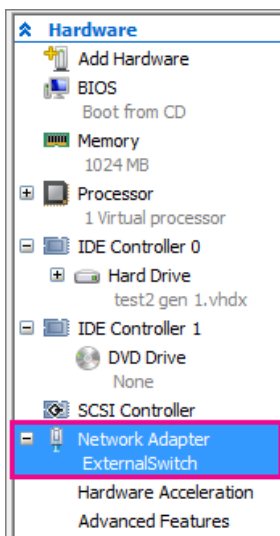 Hardware
Add Hardware
BIOS
Boot from CD
Memory
1024 MB
Processor
1 Virtual processor
IDE Controller 0
Hard Drive
test2 gen 1.vhdx
IDE Controller 1
DVD Drive
None
SCSI Controller
Network Adapter
ExternalSwitch
Hardware Acceleration
Advanced Features